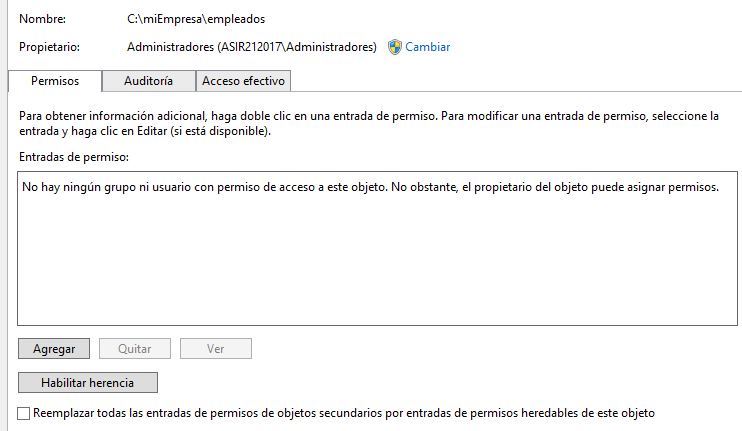 Nombre: C:\miEmpresa\empleados
Propietario: Administradores (ASIR212017\Administradores) Cambiar
Permisos Auditoría Acceso efectivo
Para obtener información adicional, haga doble clic en una entrada de permiso. Para modificar una entrada de permiso, seleccione la
entrada y haga clic en Editar (si está disponible).
Entradas de permiso:
No hay ningún grupo ni usuario con permiso de acceso a este objeto. No obstante, el propietario del objeto puede asignar permisos.
Agregar Quitar Ver
Habilitar herencia
Reemplazar todas las entradas de permisos de objetos secundarios por entradas de permisos heredables de este objeto